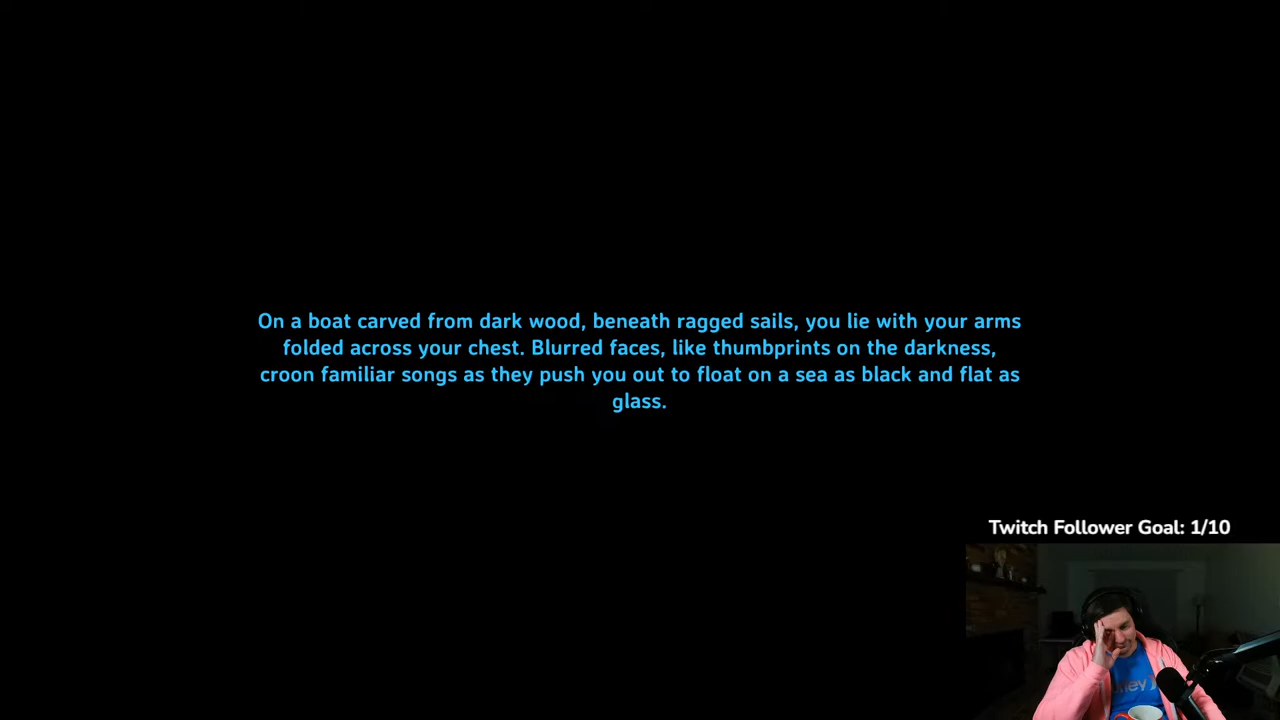 On a boat carved from dark wood, beneath ragged sails, you lie with your arms
folded across your chest. Blurred faces, like thumbprints on the darkness,
croon familiar songs as they push you out to float on a sea as black and flat as
glass.
Twitch Follower Goal: 1/10